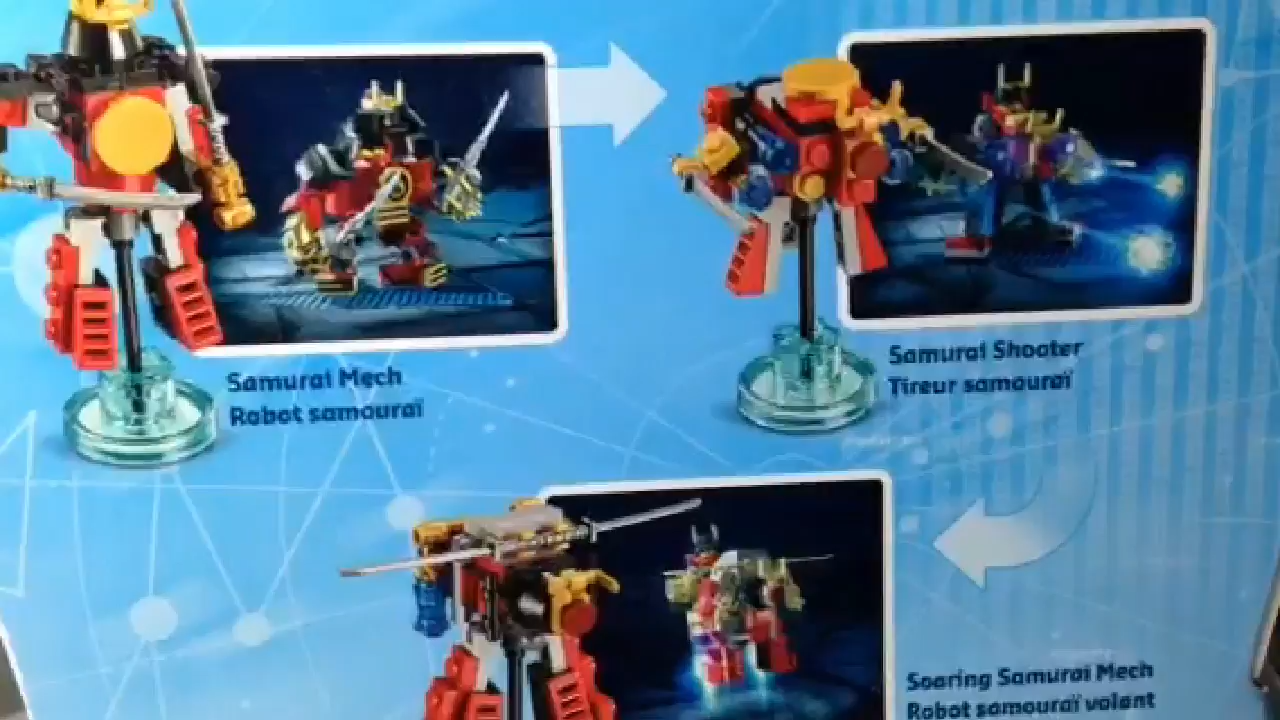 Samurai Mech
Robot samouraï
Samurai Shooter
Tireur samouraï
Soaring Samurai Mech
Robot samouraï volant